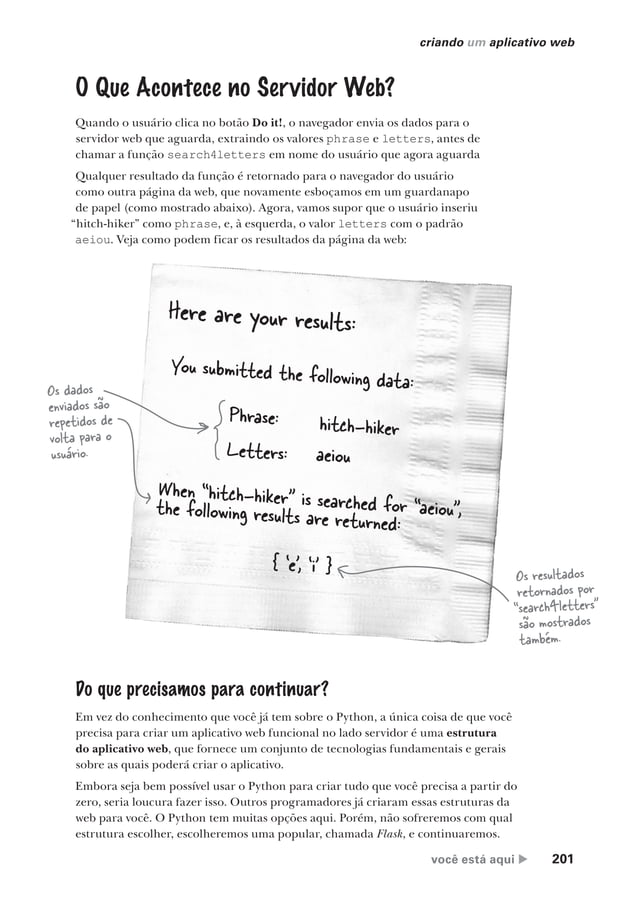 criando um aplicativo web
O Que Acontece no Servidor Web?
Quando o usuário clica no botão Do it!, o navegador envia os dados para o
servidor web que aguarda, extraindo os valores phrase e letters, antes de
chamar a função search4letters em nome do usuário que agora aguarda
Qualquer resultado da função é retornado para o navegador do usuário
como outra página da web, que novamente esboçamos em um guardanapo
de papel (como mostrado abaixo). Agora, vamos supor que o usuário inseriu
“hitch-hiker” como phrase, e, à esquerda, o valor letters com o padrão
aeiou. Veja como podem ficar os resultados da página da web:
Here are your results:
You submitted the following data:
Phrase: hitch-hiker
Letters: aeiou
When “hitch-hiker” is searched for “aeiou”,
the following results are returned:
{ 'e', 'i' }
Os dados
enviados são
repetidos de
volta para o
usuário.
Os resultados
retornados por
“search4letters”
são mostrados
também.
Do que precisamos para continuar?
Em vez do conhecimento que você já tem sobre o Python, a única coisa de que você
precisa para criar um aplicativo web funcional no lado servidor é uma estrutura
do aplicativo web, que fornece um conjunto de tecnologias fundamentais e gerais
sobre as quais poderá criar o aplicativo.
Embora seja bem possível usar o Python para criar tudo que você precisa a partir do
zero, seria loucura fazer isso. Outros programadores já criaram essas estruturas da
web para você. O Python tem muitas opções aqui. Porém, não sofreremos com qual
estrutura escolher, escolheremos uma popular, chamada Flask, e continuaremos.
você está aqui ▶ 201